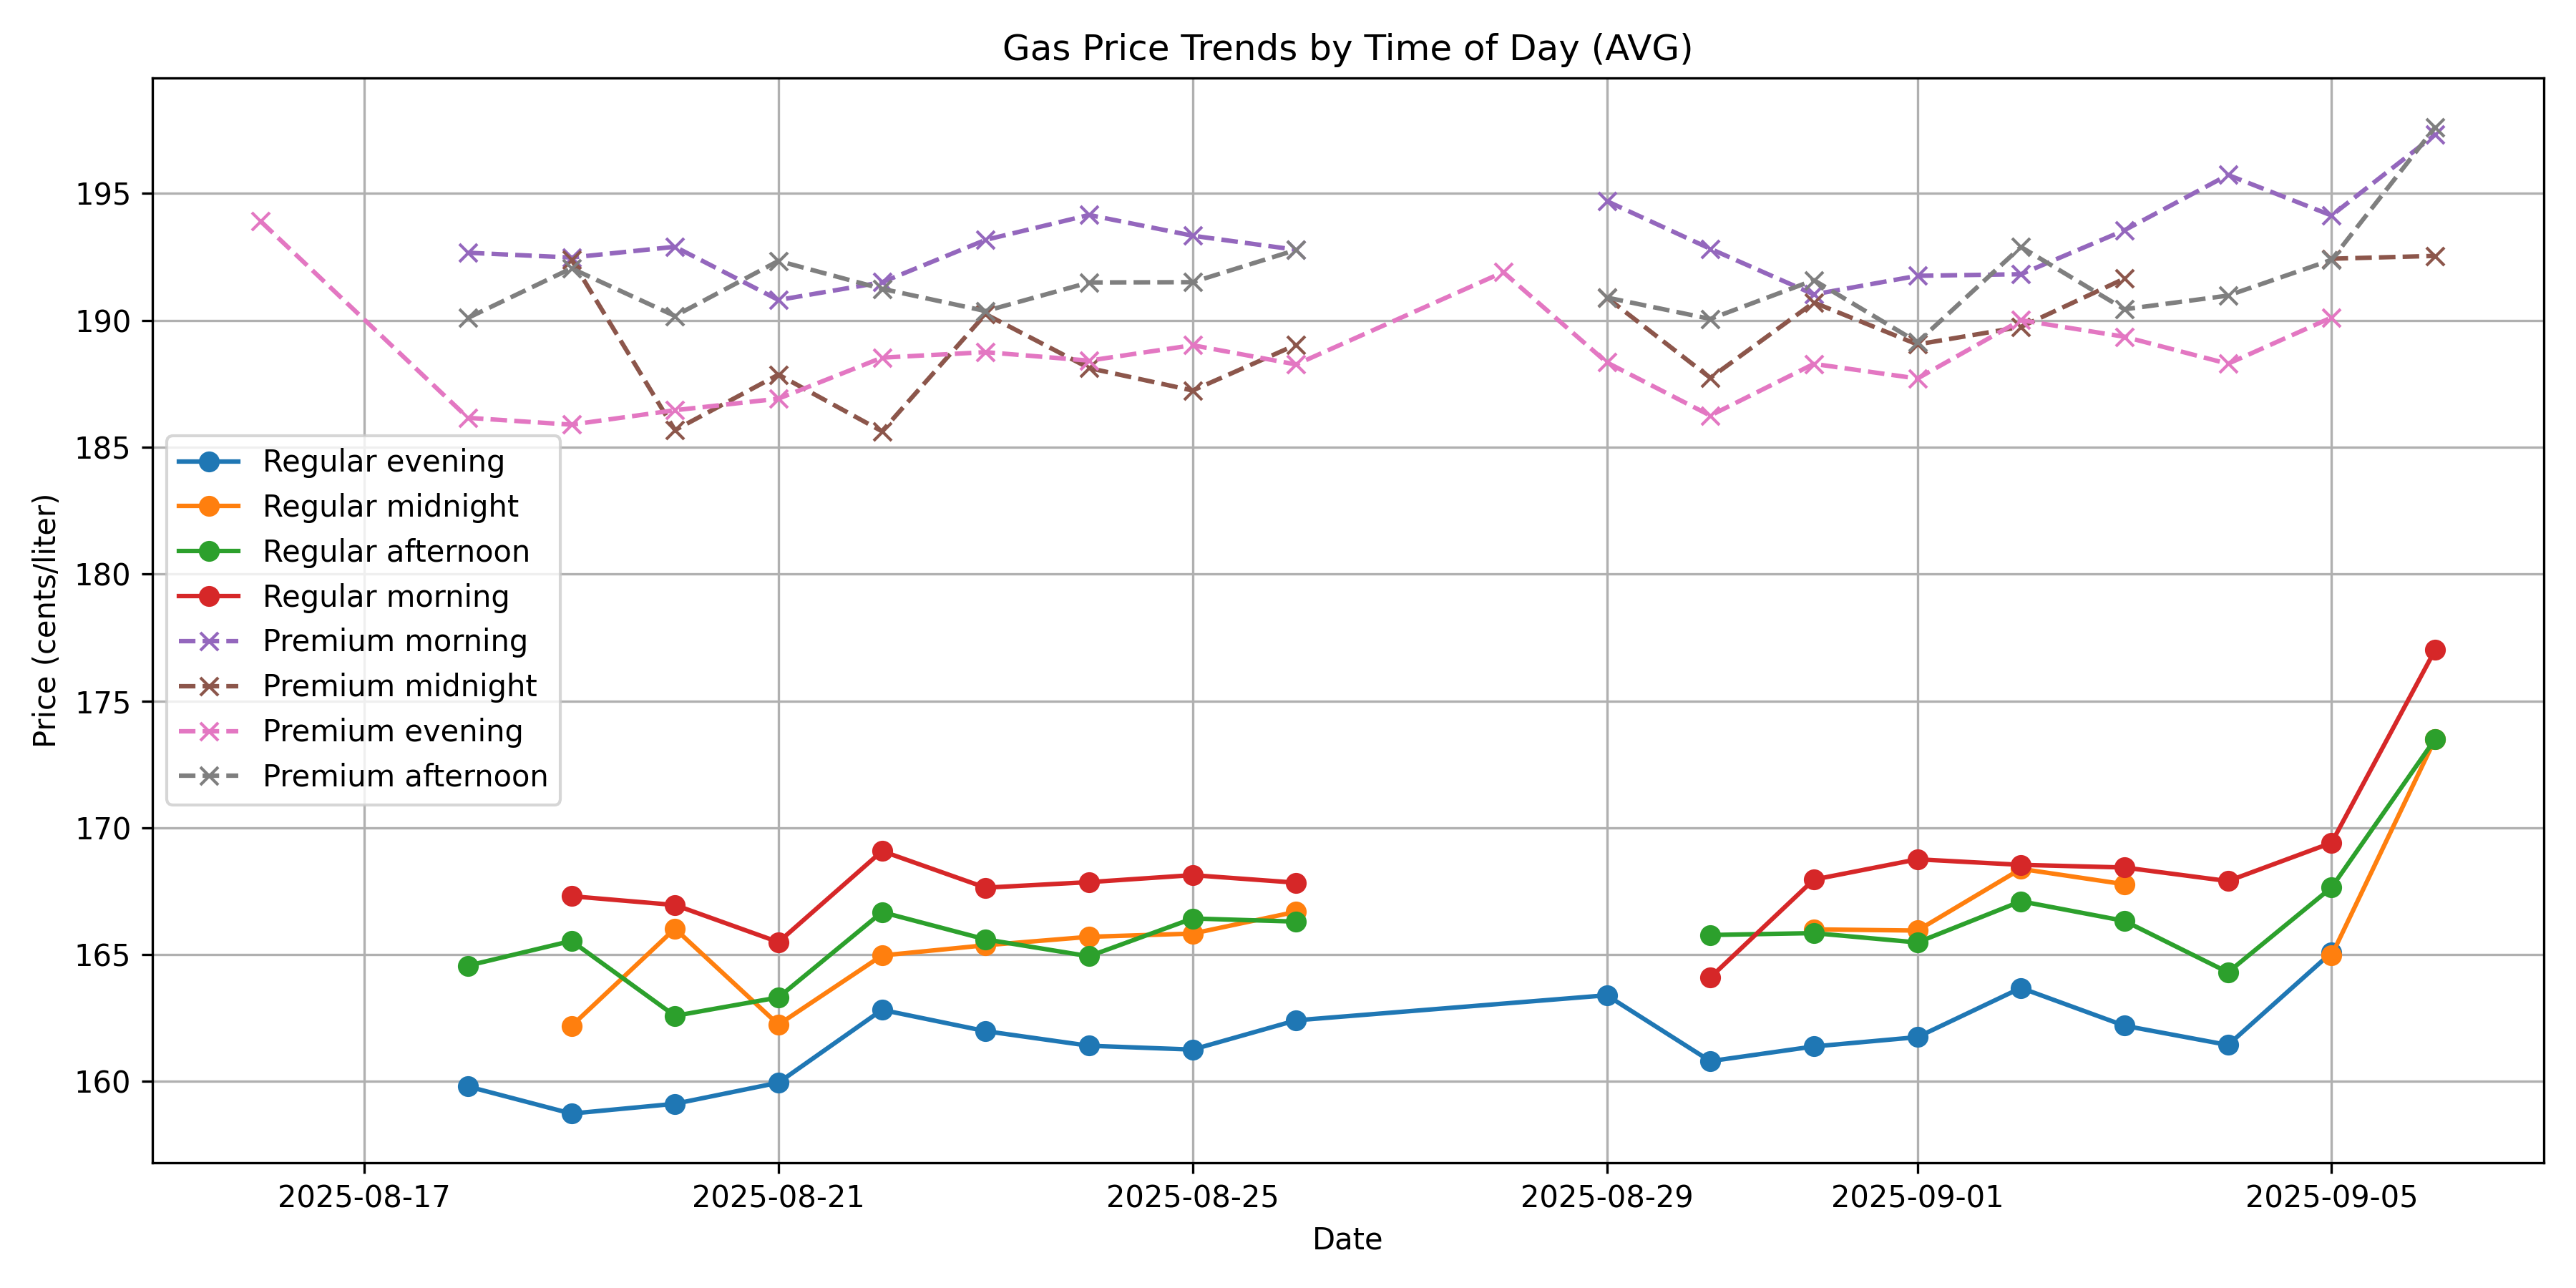 Gas Price Trends by Time of Day (AVG)
Price (cents/liter)
195
190
185
180
175
170
165
160
Regular evening
Regular midnight
Regular afternoon
Regular morning
Premium morning
Premium midnight
Premium evening
Premium afternoon
2025-08-17 2025-08-21 2025-08-25 2025-08-29 2025-09-01 2025-09-05
Date